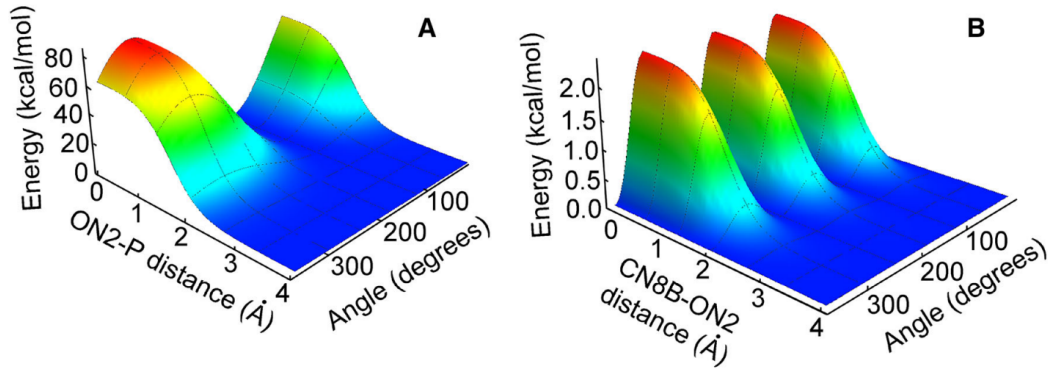 A
Energy (kcal/mol)
80
60
40
20
0
0
1
2
3
4
ON2-P distance (Å)
100
200
300
Angle (degrees)
B
Energy (kcal/mol)
2.0
1.5
1.0
0.5
0.0
0
1
2
3
4
CN8B-ON2
distance (Å)
100
200
300
Angle (degrees)